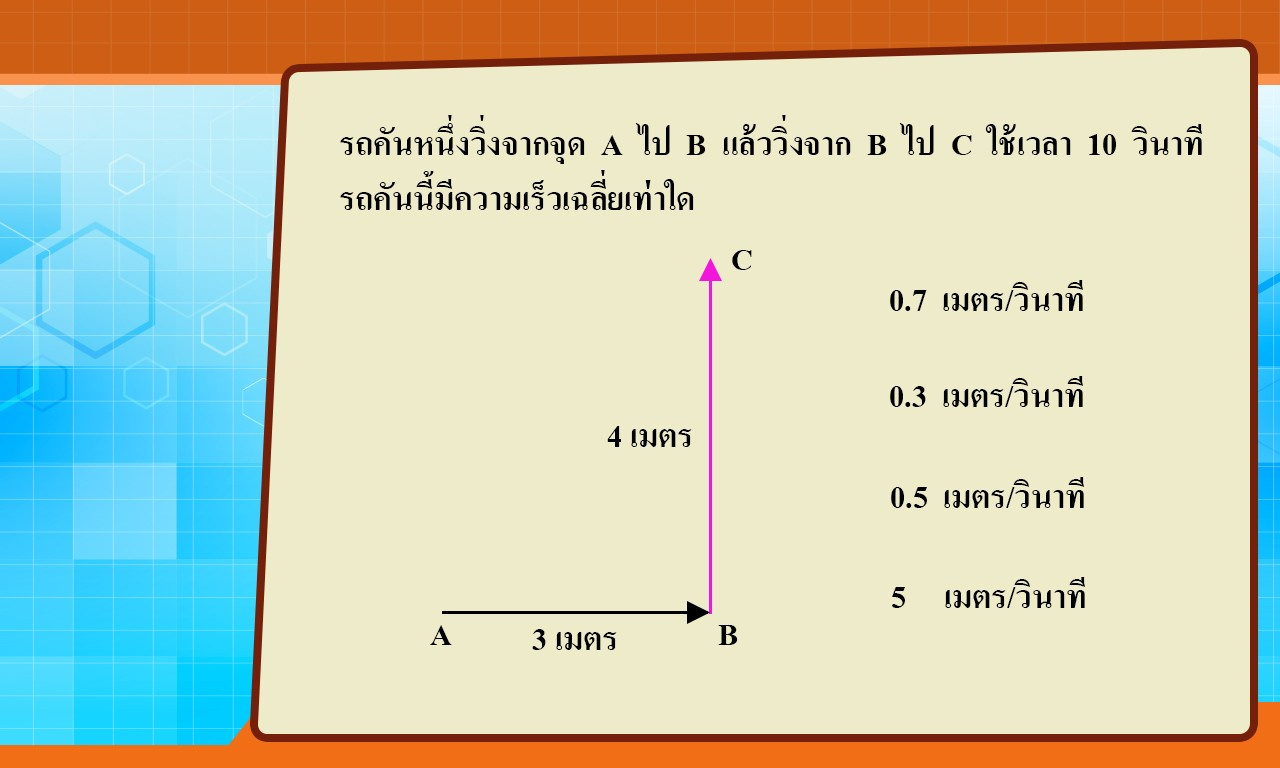 รถคันหนึ่งวิ่งจากจุด A ไป B แล้ววิ่งจาก B ไป C ใช้เวลา 10 วินาที
รถคันนี้มีความเร็วเฉลี่ยเท่าใด
C
0.7 เมตร/วินาที
0.3 เมตร/วินาที
4 เมตร
0.5 เมตร/วินาที
5 เมตร/วินาที
A
3 เมตร
B